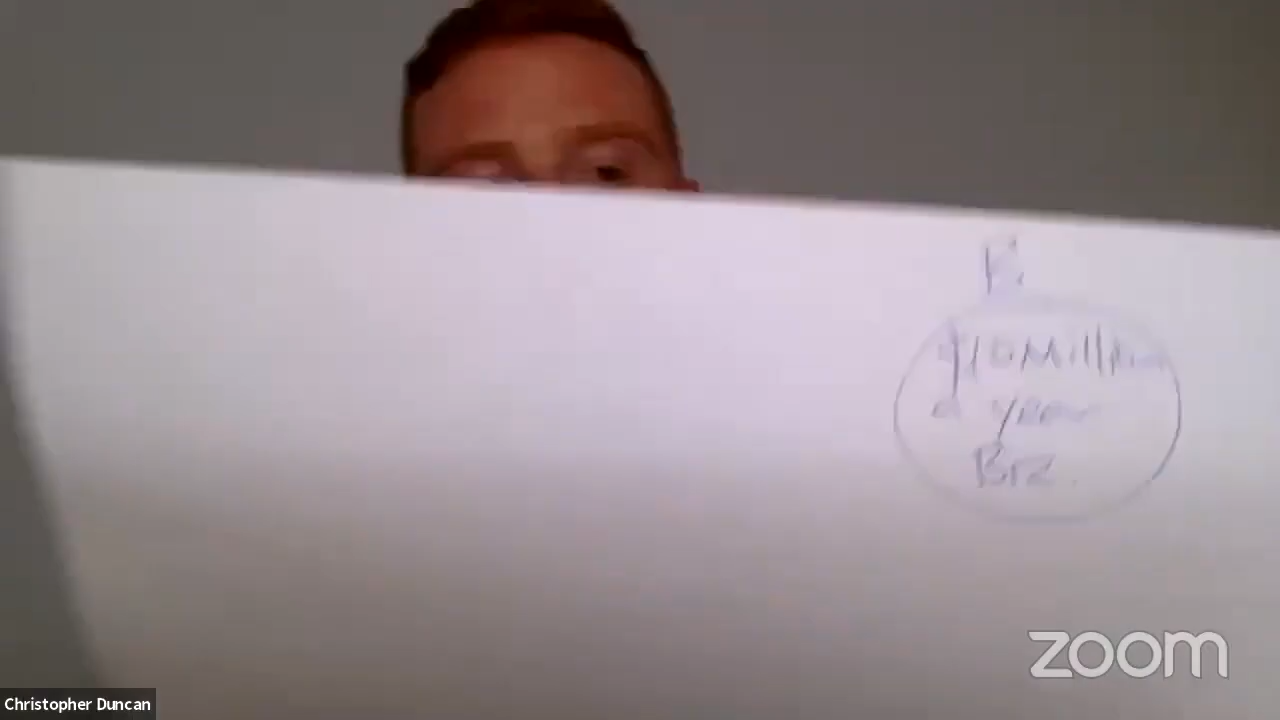 B.
$10 Million
a year
Biz.
zoom
Christopher Duncan